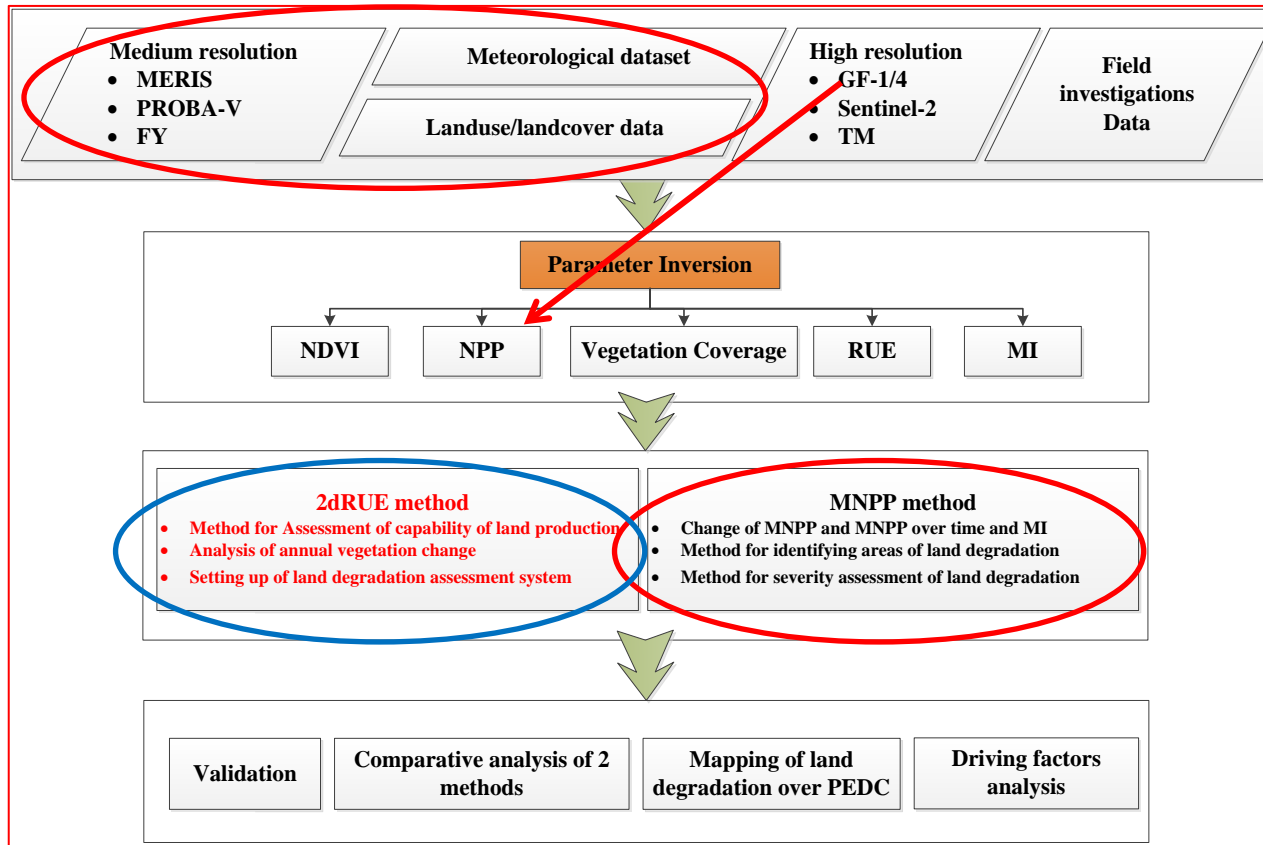 Medium resolution
• MERIS
• PROBA-V
• FY
Meteorological dataset
Landuse/landcover data
High resolution
• GF-1/4
• Sentinel-2
• TM
Field
investigations
Data
Parameter Inversion
NDVI
NPP
Vegetation Coverage
RUE
MI
2dRUE method
• Method for Assessment of capability of land production
• Analysis of annual vegetation change
• Setting up of land degradation assessment system
MNPP method
• Change of MNPP and MNPP over time and MI
• Method for identifying areas of land degradation
• Method for severity assessment of land degradation
Validation
Comparative analysis of 2
methods
Mapping of land
degradation over PEDC
Driving factors
analysis